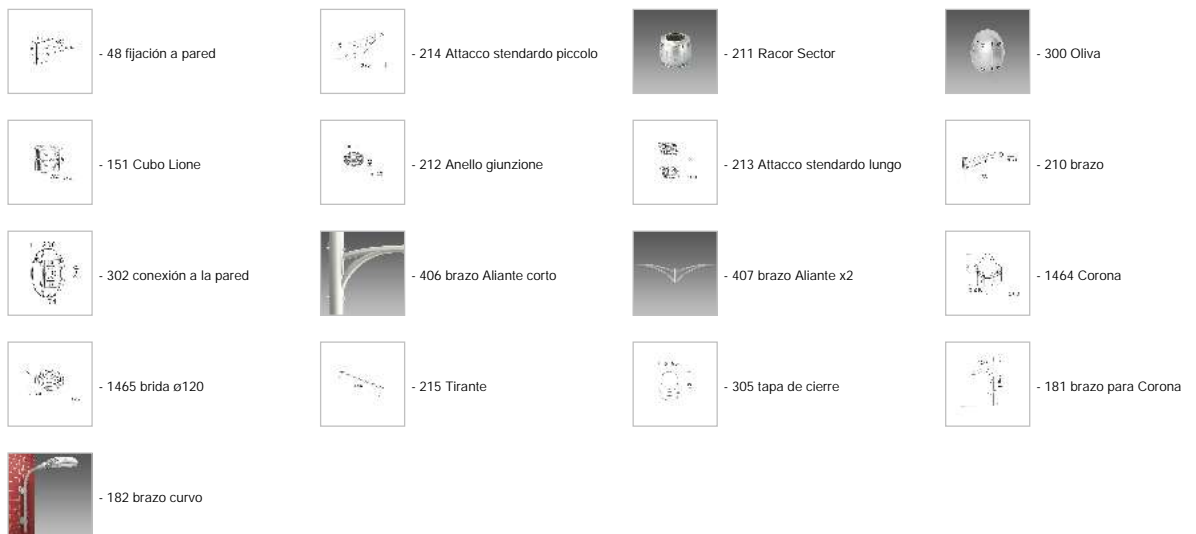 - 48 fijación a pared
- 214 Attacco stendardo piccolo
- 211 Racor Sector
- 300 Oliva
- 151 Cubo Lione
- 212 Anello giunzione
- 213 Attacco stendardo lungo
- 210 brazo
- 302 conexión a la pared
- 406 brazo Aliante corto
- 407 brazo Aliante x2
- 1464 Corona
- 1465 brida ø120
- 215 Tirante
- 305 tapa de cierre
- 181 brazo para Corona
- 182 brazo curvo